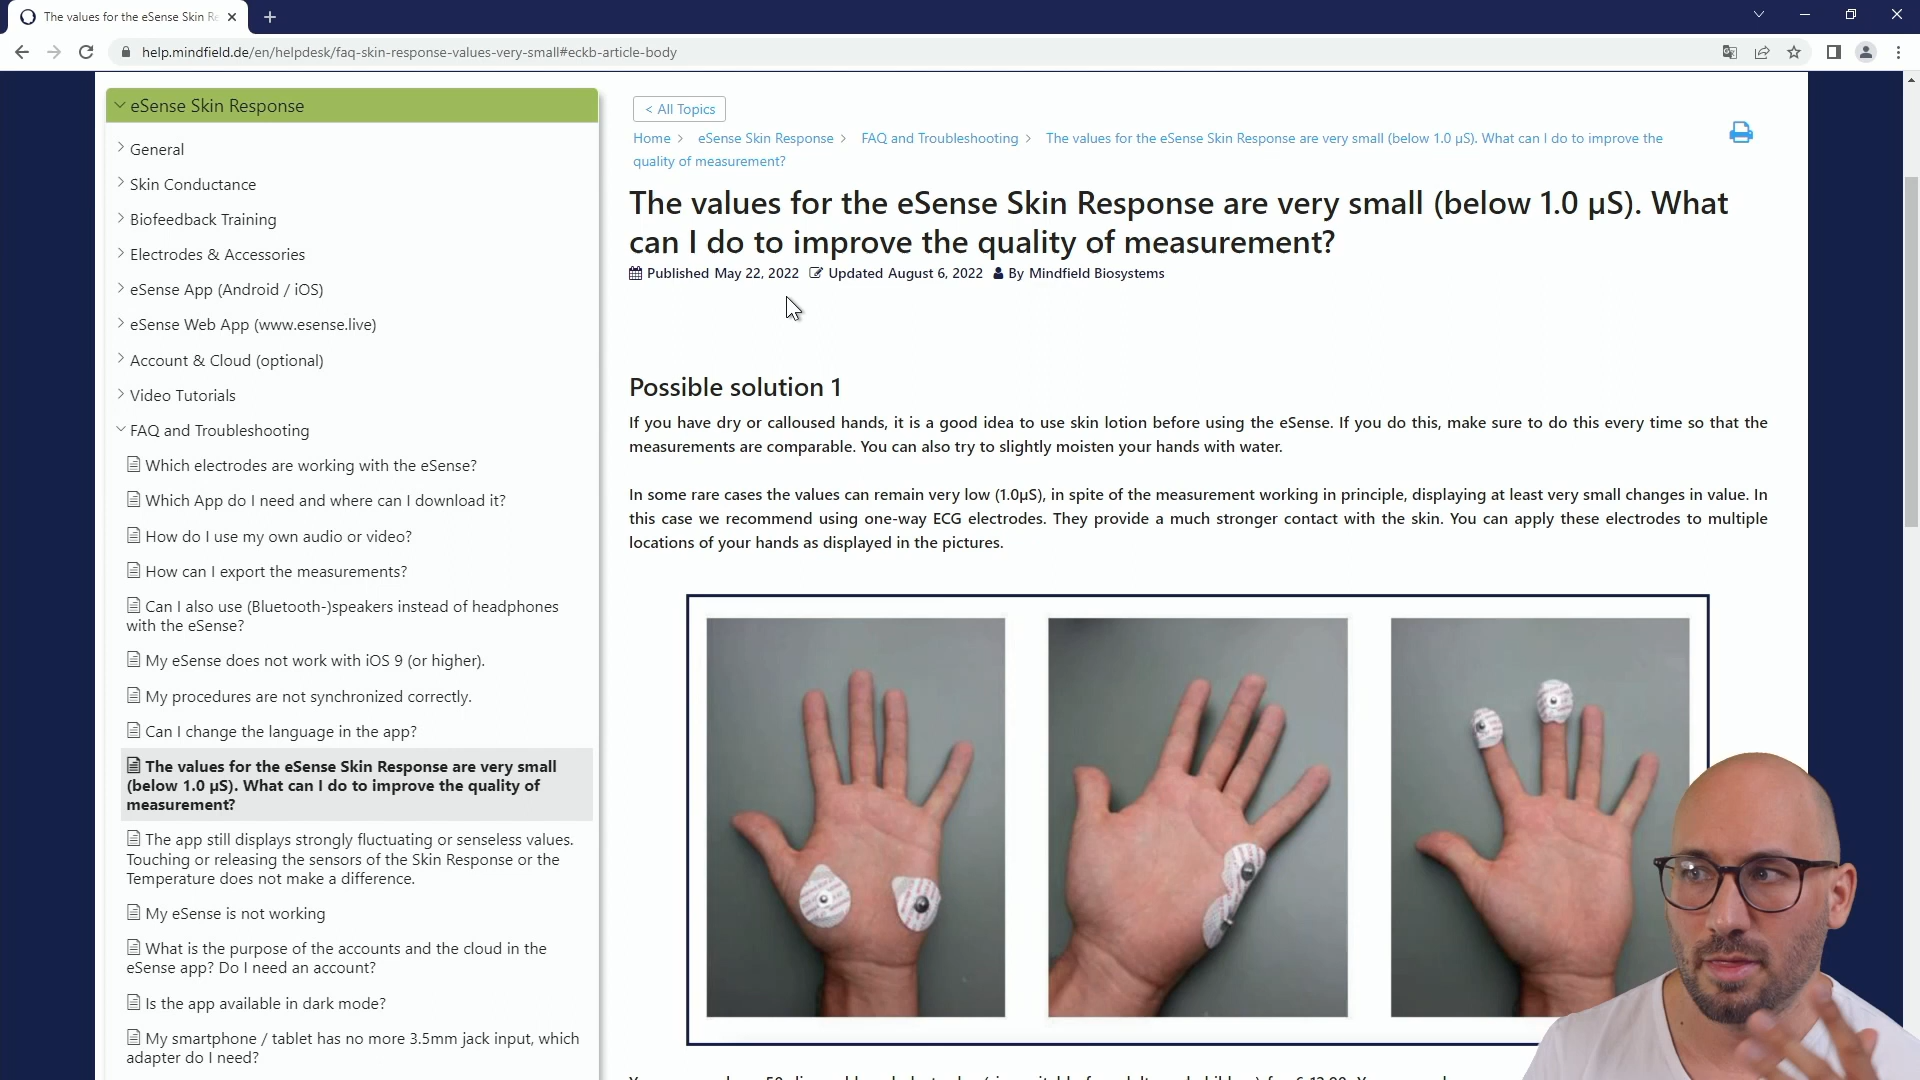 The values for the eSense Skin Re
help.mindfield.de/en/helpdesk/faq-skin-response-values-very-small#eckb-article-body
eSense Skin Response
General
Skin Conductance
Biofeedback Training
Electrodes & Accessories
eSense App (Android / iOS)
eSense Web App (www.esense.live)
Account & Cloud (optional)
Video Tutorials
FAQ and Troubleshooting
Which electrodes are working with the eSense?
Which App do I need and where can I download it?
How do I use my own audio or video?
How can I export the measurements?
Can I also use (Bluetooth-)speakers instead of headphones
with the eSense?
My eSense does not work with iOS 9 (or higher).
My procedures are not synchronized correctly.
Can I change the language in the app?
The values for the eSense Skin Response are very small
(below 1.0 µS). What can I do to improve the quality of
measurement?
The app still displays strongly fluctuating or senseless values.
Touching or releasing the sensors of the Skin Response or the
Temperature does not make a difference.
My eSense is not working
What is the purpose of the accounts and the cloud in the
eSense app? Do I need an account?
Is the app available in dark mode?
My smartphone / tablet has no more 3.5mm jack input, which
adapter do I need?
< All Topics
Home > eSense Skin Response > FAQ and Troubleshooting > The values for the eSense Skin Response are very small (below 1.0 µS). What can I do to improve the
quality of measurement?
The values for the eSense Skin Response are very small (below 1.0 µS). What
can I do to improve the quality of measurement?
Published May 22, 2022 Updated August 6, 2022 By Mindfield Biosystems
Possible solution 1
If you have dry or calloused hands, it is a good idea to use skin lotion before using the eSense. If you do this, make sure to do this every time so that the
measurements are comparable. You can also try to slightly moisten your hands with water.
In some rare cases the values can remain very low (1.0µS), in spite of the measurement working in principle, displaying at least very small changes in value. In
this case we recommend using one-way ECG electrodes. They provide a much stronger contact with the skin. You can apply these electrodes to multiple
locations of your hands as displayed in the pictures.